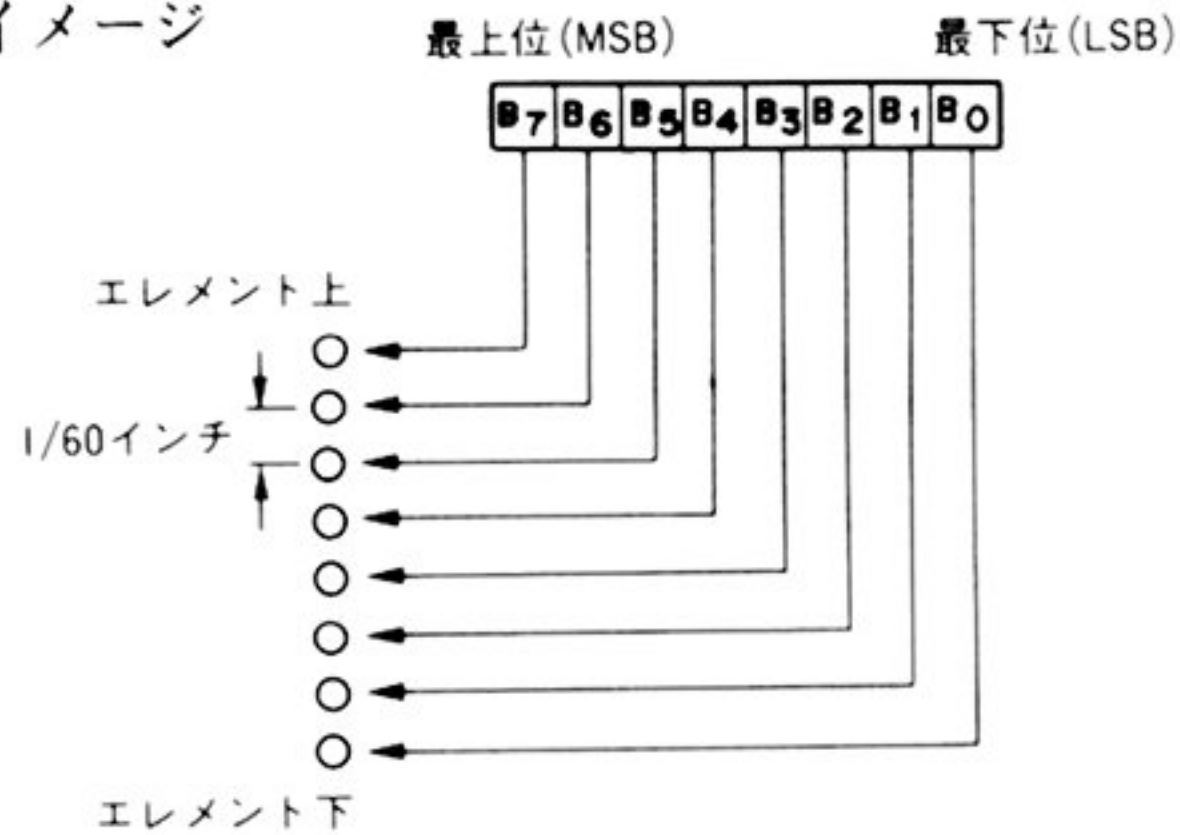 イメージ
最上位(MSB) 最下位(LSB)
B7 B6 B5 B4 B3 B2 B1 B0
エレメント上
1/60インチ
エレメント下